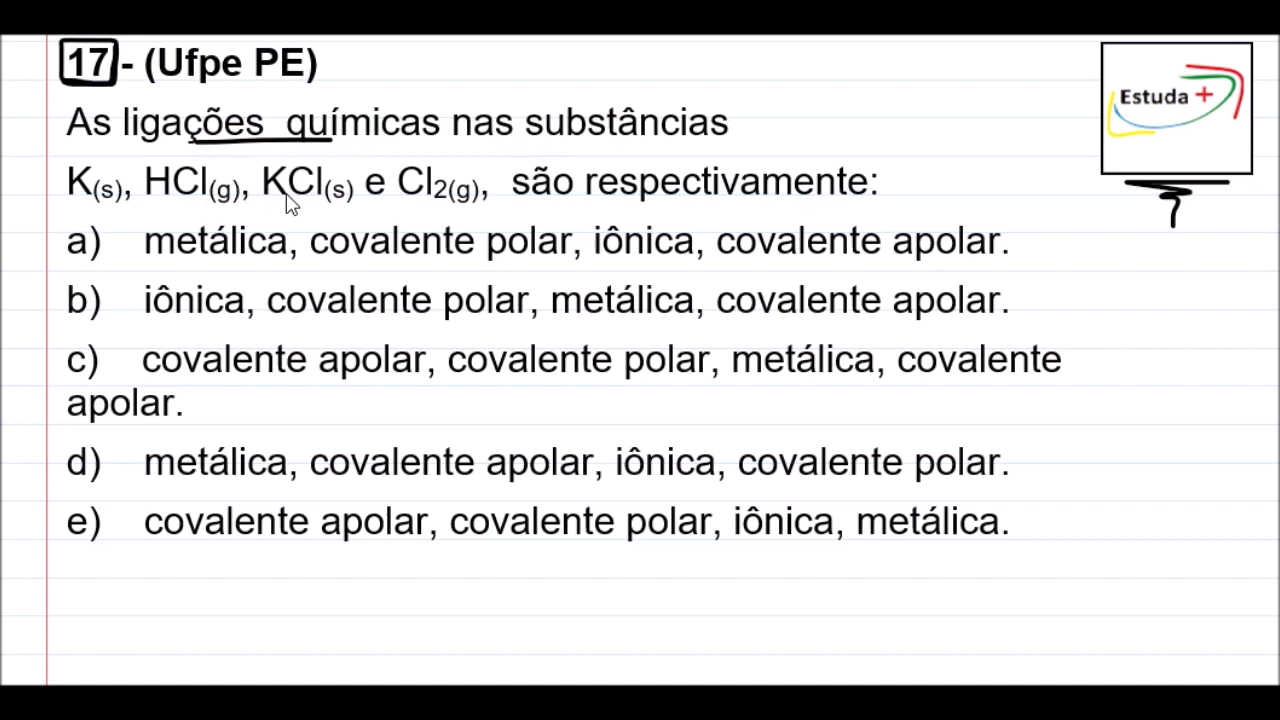 17 - (Ufpe PE)
Estuda +
As ligações químicas nas substâncias
K(s), HCl(g), KCl(s) e Cl2(g), são respectivamente:
a) metálica, covalente polar, iônica, covalente apolar.
b) iônica, covalente polar, metálica, covalente apolar.
c) covalente apolar, covalente polar, metálica, covalente
apolar.
d) metálica, covalente apolar, iônica, covalente polar.
e) covalente apolar, covalente polar, iônica, metálica.